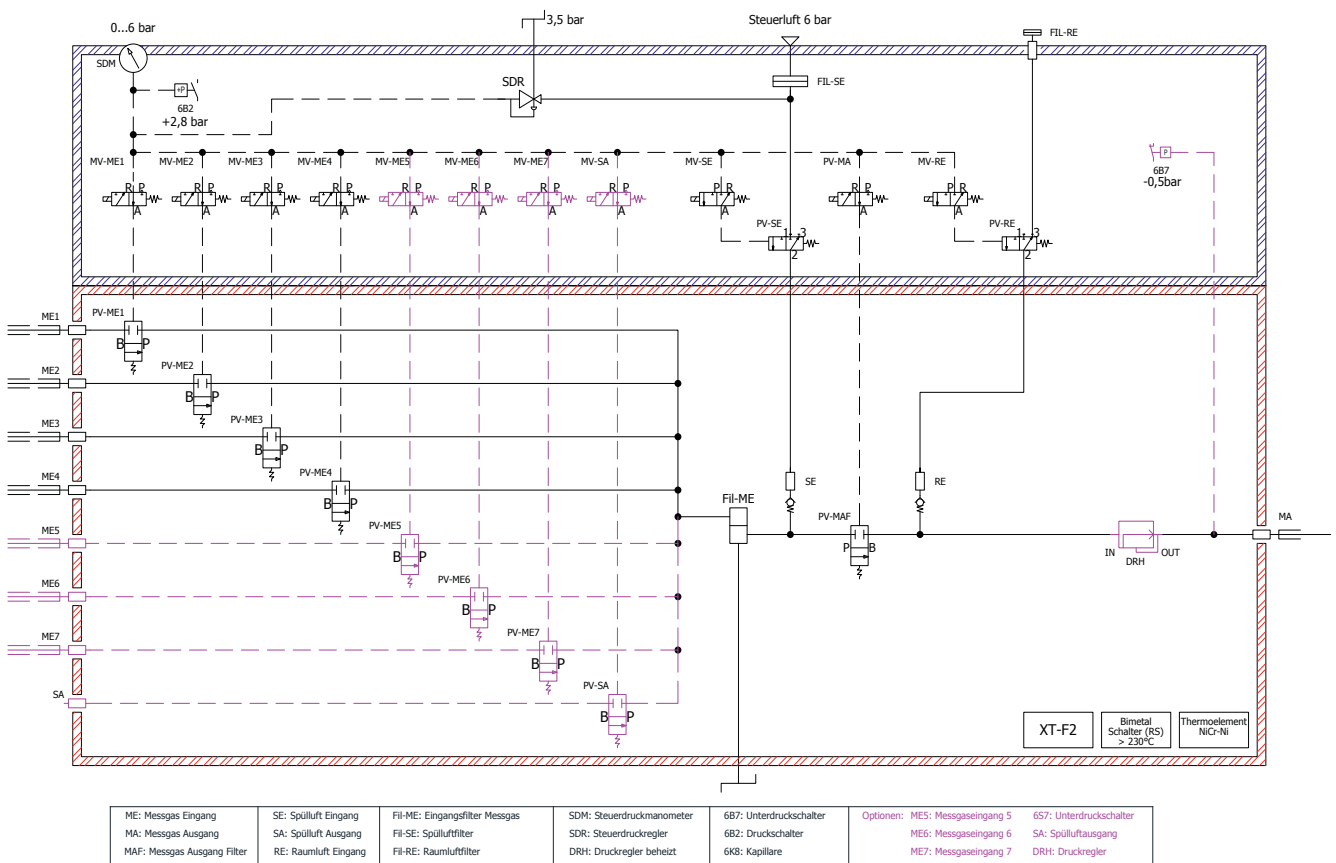 0...6 bar
3,5 bar
Steuerluft 6 bar
FIL-RE
SDM
SDR
FIL-SE
+P
6B2
+2,8 bar
P
6B7
-0,5bar
MV-ME1
MV-ME2
MV-ME3
MV-ME4
MV-ME5
MV-ME6
MV-ME7
MV-SA
MV-SE
PV-MA
MV-RE
R P
R P
R P
R P
R P
R P
R P
R P
P R
R P
P R
A
A
A
A
A
A
A
A
A
A
A
PV-SE
1 3
2
PV-RE
1 3
2
ME1
PV-ME1
B P
ME2
PV-ME2
B P
ME3
PV-ME3
B P
ME4
PV-ME4
B P
SE
RE
Fil-ME
PV-MAF
P B
MA
ME5
PV-ME5
B P
IN
DRH
OUT
ME6
PV-ME6
B P
ME7
PV-ME7
B P
SA
PV-SA
B P
XT-F2
Bimetal
Schalter (RS)
> 230°C
Thermoelement
NiCr-Ni
ME: Messgas Eingang
MA: Messgas Ausgang
MAF: Messgas Ausgang Filter
SE: Spülluft Eingang
SA: Spülluft Ausgang
RE: Raumluft Eingang
Fil-ME: Eingangsfilter Messgas
Fil-SE: Spülluftfilter
Fil-RE: Raumluftfilter
SDM: Steuerdruckmanometer
SDR: Steuerdruckregler
DRH: Druckregler beheizt
6B7: Unterdruckschalter
6B2: Druckschalter
6K8: Kapillare
Optionen: ME5: Messgaseingang 5
ME6: Messgaseingang 6
ME7: Messgaseingang 7
6S7: Unterdruckschalter
SA: Spülluftausgang
DRH: Druckregler